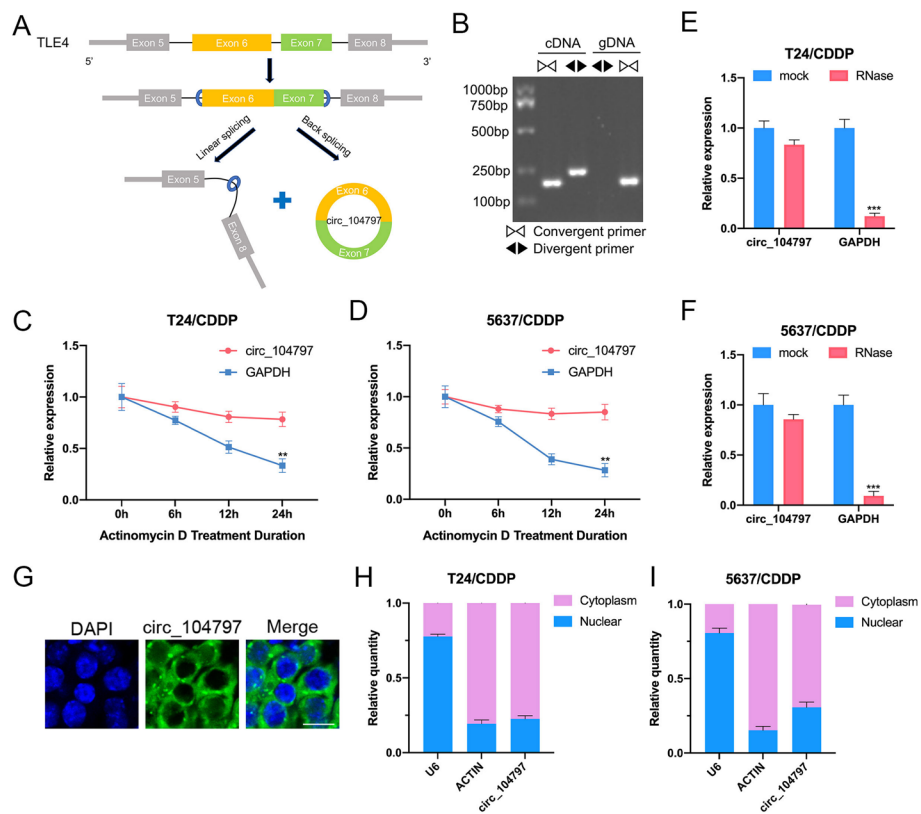 A
TLE4
Exon 5
Exon 6
Exon 7
Exon 8
5'
3'
Exon 5
Exon 6
Exon 7
Exon 8
Linear splicing
Back splicing
Exon 5
Exon 8
Exon 6
circ_104797
Exon 7
B
cDNA gDNA
1000bp
750bp
500bp
250bp
100bp
Convergent primer
Divergent primer
E
T24/CDDP
mock RNase
Relative expression
1.5
1.0
0.5
0.0
***
circ_104797 GAPDH
C
T24/CDDP
circ_104797
GAPDH
Relative expression
1.5
1.0
0.5
0.0
**
0h 6h 12h 24h
Actinomycin D Treatment Duration
D
5637/CDDP
circ_104797
GAPDH
Relative expression
1.5
1.0
0.5
0.0
**
0h 6h 12h 24h
Actinomycin D Treatment Duration
F
5637/CDDP
mock RNase
Relative expression
1.5
1.0
0.5
0.0
***
circ_104797 GAPDH
G
DAPI circ_104797 Merge
H
T24/CDDP
Cytoplasm
Nuclear
Relative quantity
1.0
0.5
0.0
U6 ACTIN circ_104797
I
5637/CDDP
Cytoplasm
Nuclear
Relative quantity
1.0
0.5
0.0
U6 ACTIN circ_104797